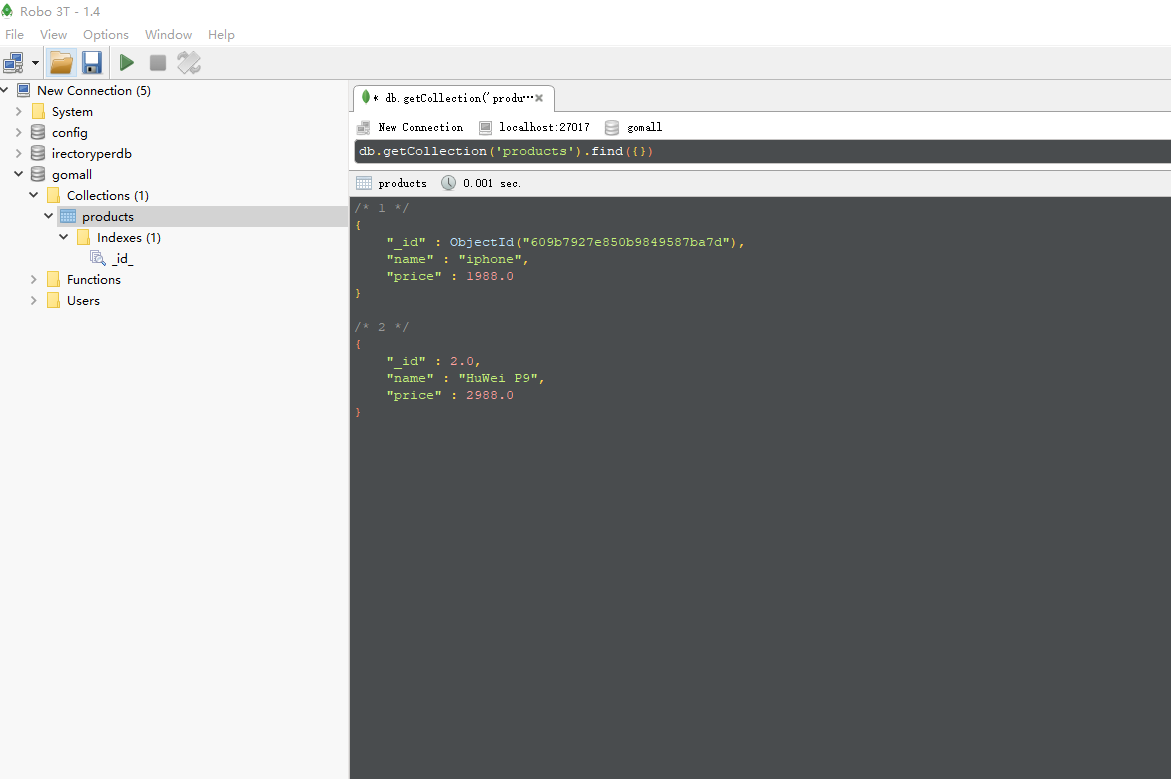 Robo 3T - 1.4
File View Options Window Help
New Connection (5)
System
config
irectoryperdb
gomall
Collections (1)
products
Indexes (1)
_id_
Functions
Users
* db.getCollection('produ…
New Connection localhost:27017 gomall
db.getCollection('products').find({})
products 0.001 sec.
/* 1 */
{
    "_id" : ObjectId("609b7927e850b9849587ba7d"),
    "name" : "iphone",
    "price" : 1988.0
}
/* 2 */
{
    "_id" : 2.0,
    "name" : "HuWei P9",
    "price" : 2988.0
}